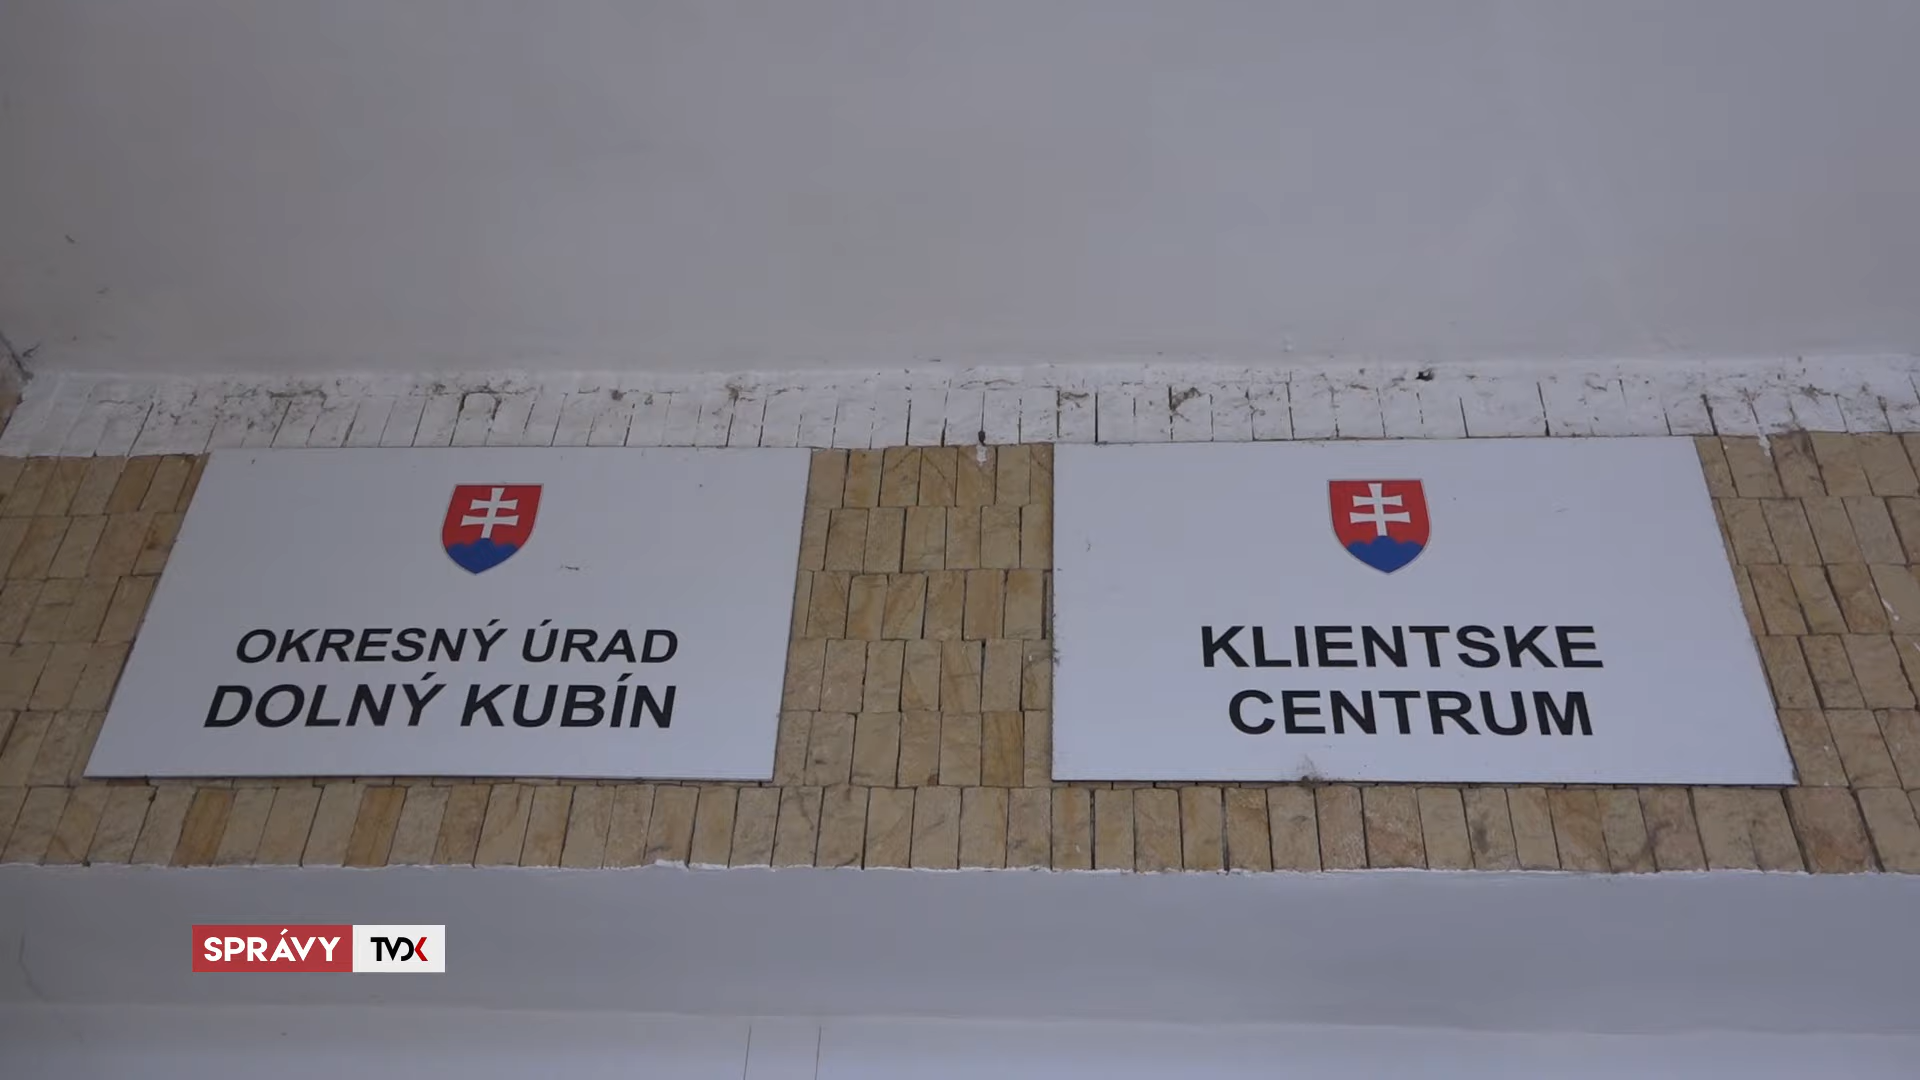 OKRESNÝ ÚRAD
DOLNÝ KUBÍN
KLIENTSKE
CENTRUM
SPRÁVY TVDK